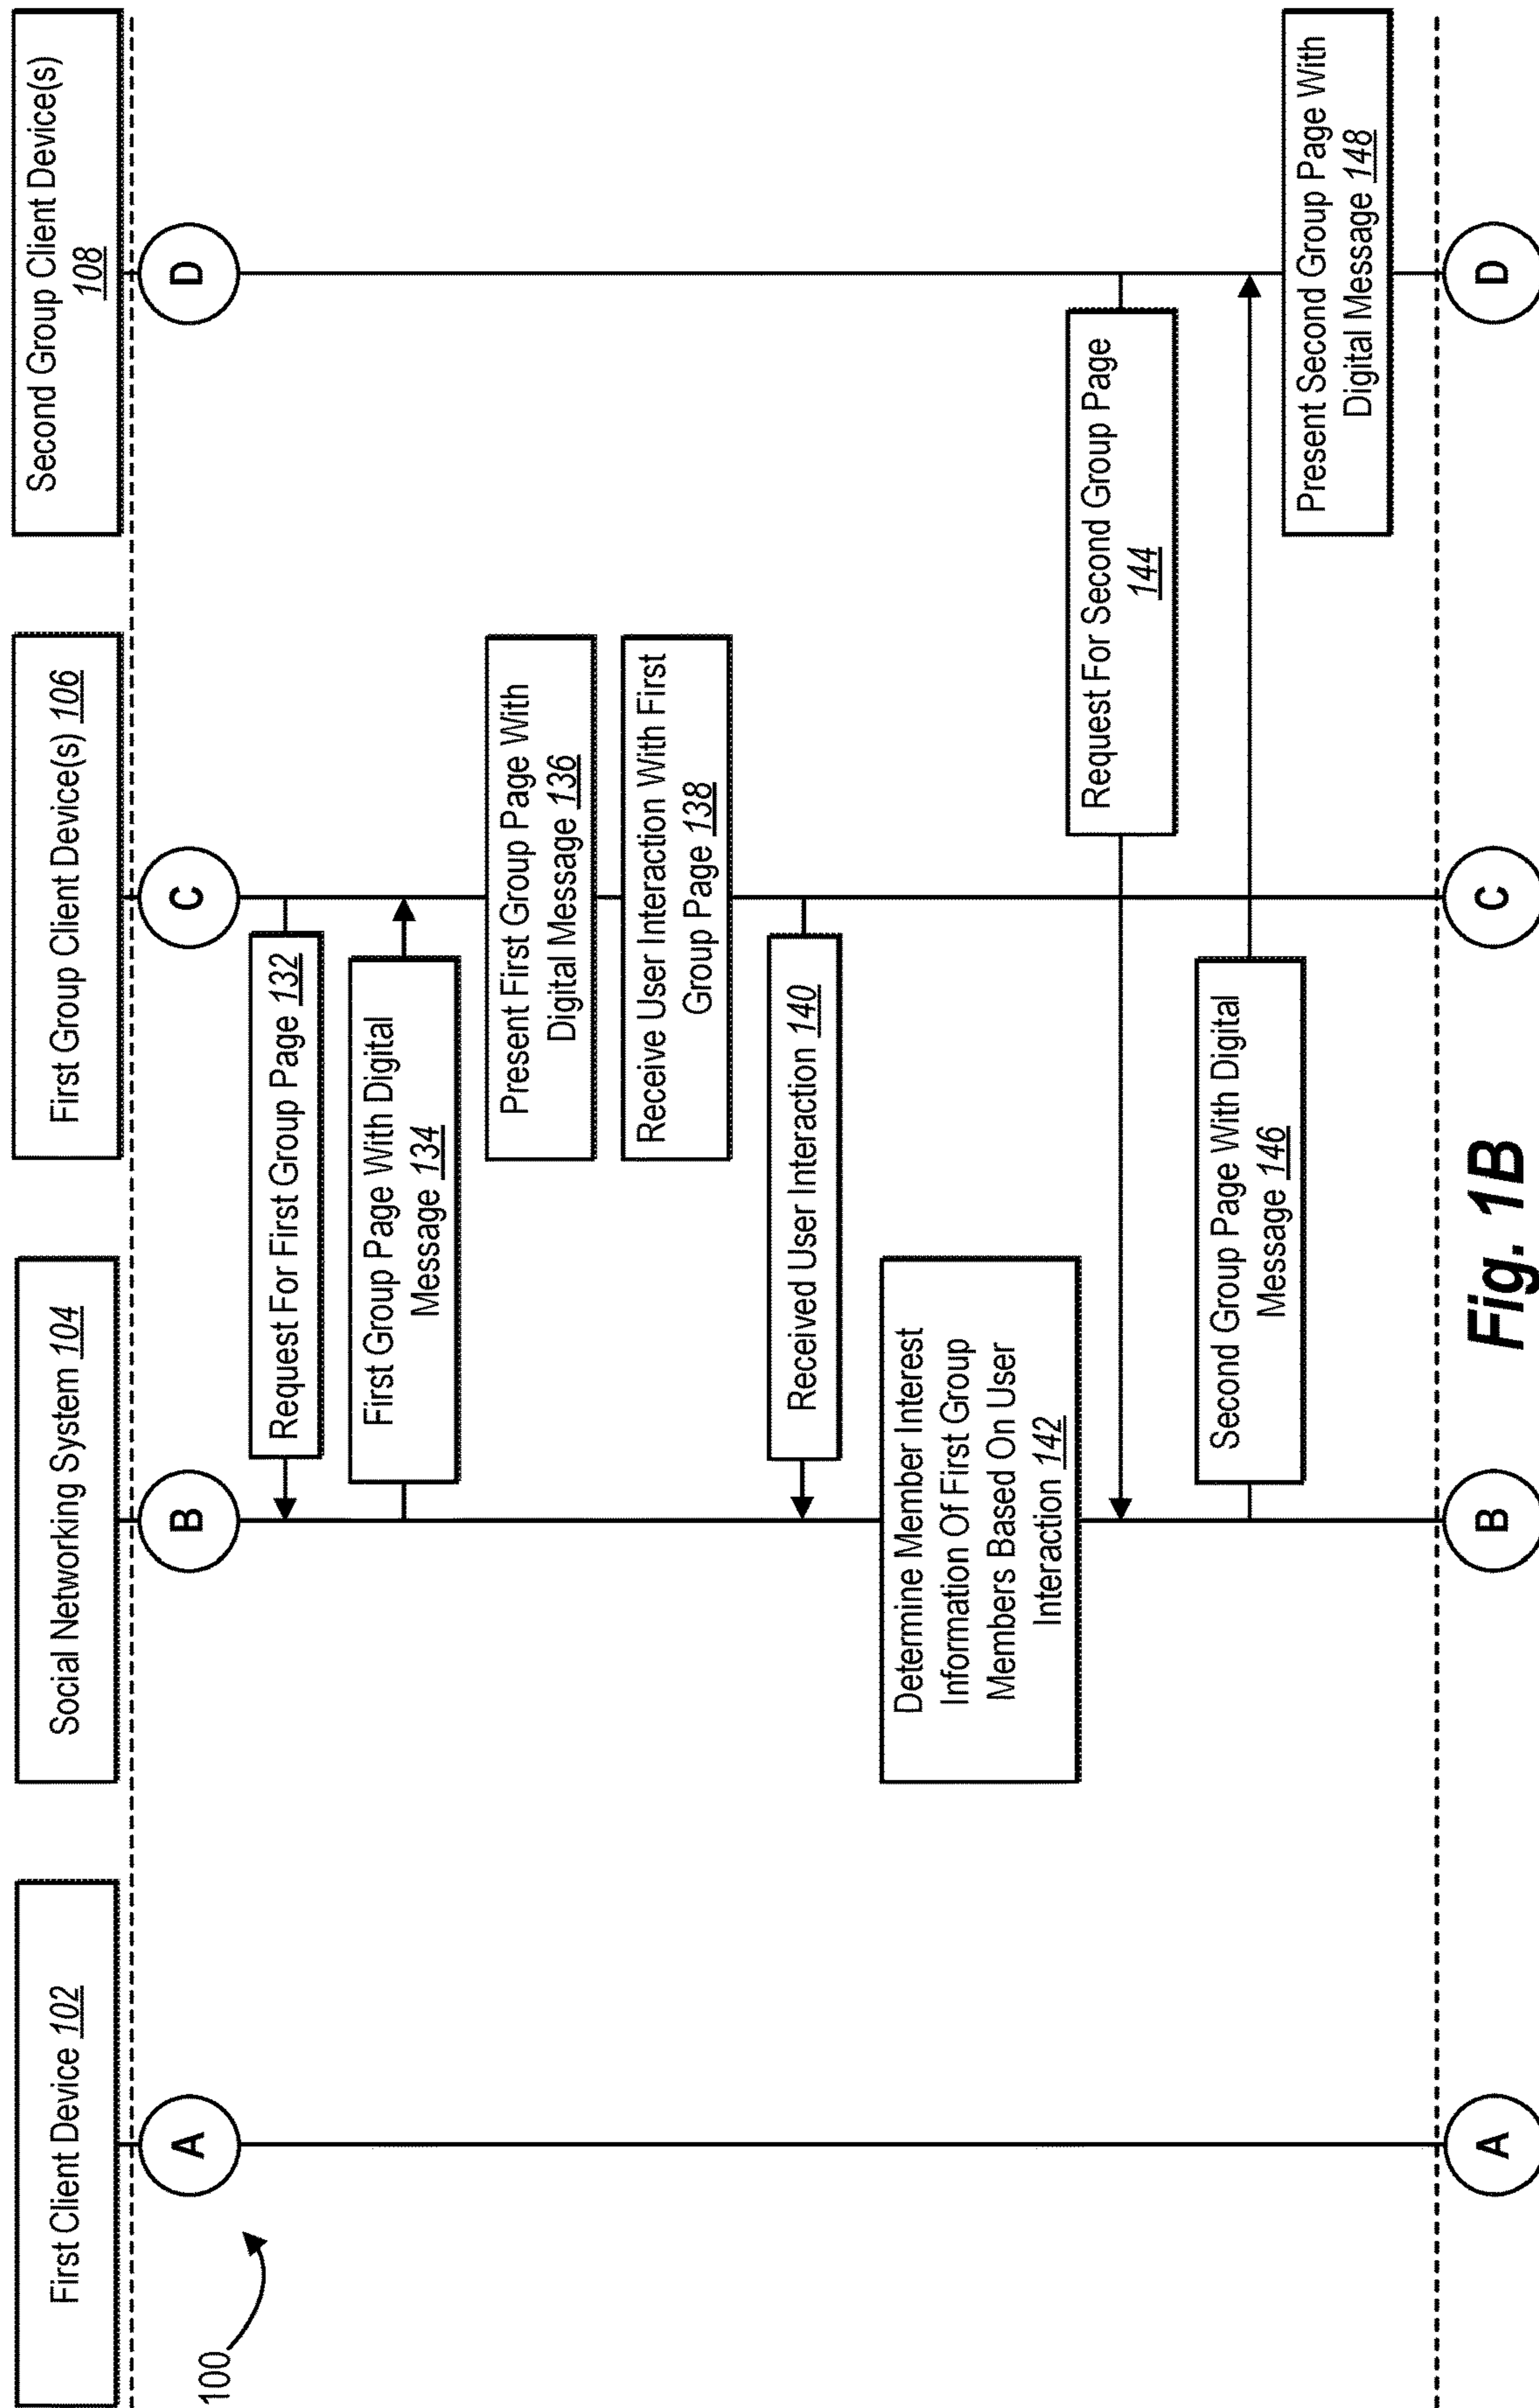 First Client Device 102
Social Networking System 104
First Group Client Device(s) 106
Second Group Client Device(s)
108
100
A
B
C
D
Request For First Group Page 132
First Group Page With Digital
Message 134
Present First Group Page With
Digital Message 136
Receive User Interaction With First
Group Page 138
Received User Interaction 140
Determine Member Interest
Information Of First Group
Members Based On User
Interaction 142
Request For Second Group Page
144
Second Group Page With Digital
Message 146
Present Second Group Page With
Digital Message 148
A
B
C
D
Fig. 1B